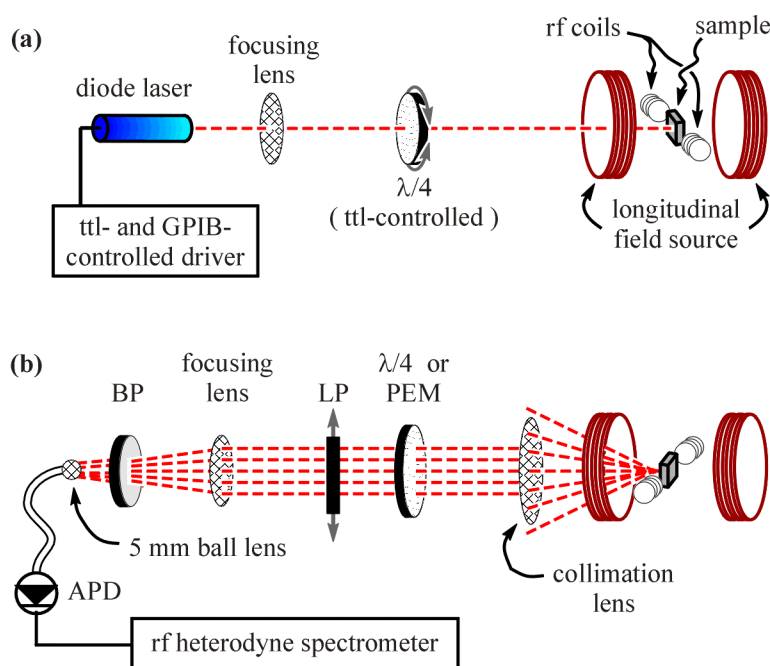 (a)
focusing
lens
diode laser
rf coils
sample
λ/4
( ttl-controlled )
longitudinal
field source
ttl- and GPIB-
controlled driver
(b)
BP
focusing
lens
LP
λ/4 or
PEM
5 mm ball lens
collimation
lens
APD
rf heterodyne spectrometer